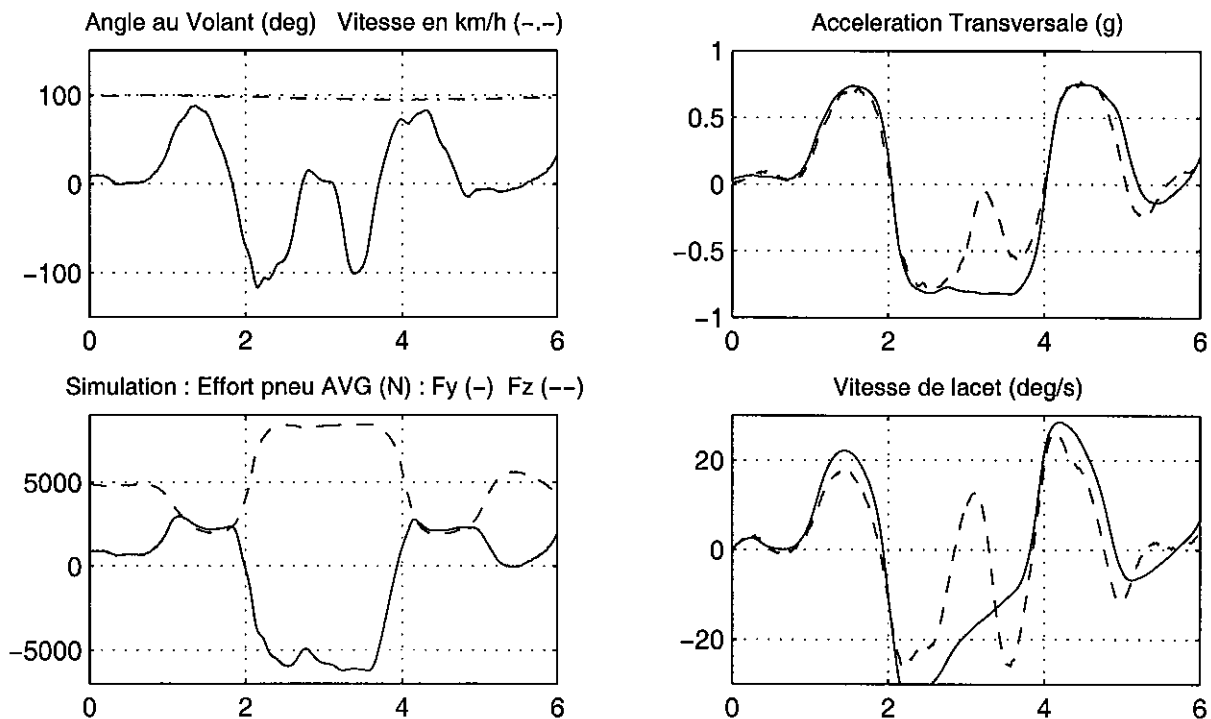 Angle au Volant (deg) Vitesse en km/h (-.-)
100
0
-100
0 2 4 6
Acceleration Transversale (g)
1
0.5
0
-0.5
-1
0 2 4 6
Simulation : Effort pneu AVG (N) : Fy (-) Fz (--)
5000
0
-5000
0 2 4 6
Vitesse de lacet (deg/s)
20
0
-20
0 2 4 6